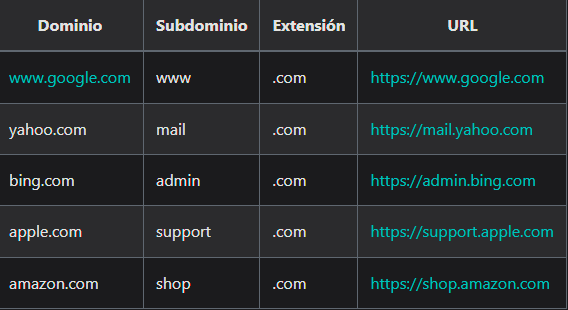 Dominio Subdominio Extensión URL
www.google.com www .com https://www.google.com
yahoo.com mail .com https://mail.yahoo.com
bing.com admin .com https://admin.bing.com
apple.com support .com https://support.apple.com
amazon.com shop .com https://shop.amazon.com